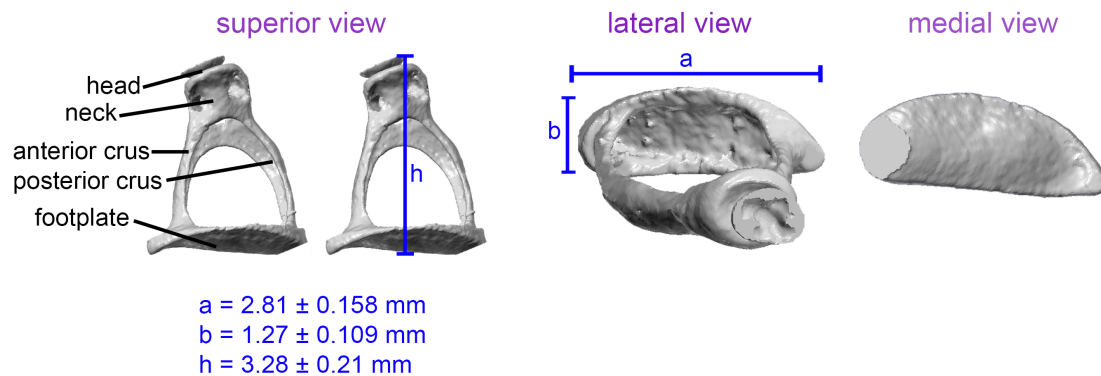 superior view
lateral view
medial view
head
neck
anterior crus
posterior crus
footplate
h
a
b
a = 2.81 ± 0.158 mm
b = 1.27 ± 0.109 mm
h = 3.28 ± 0.21 mm